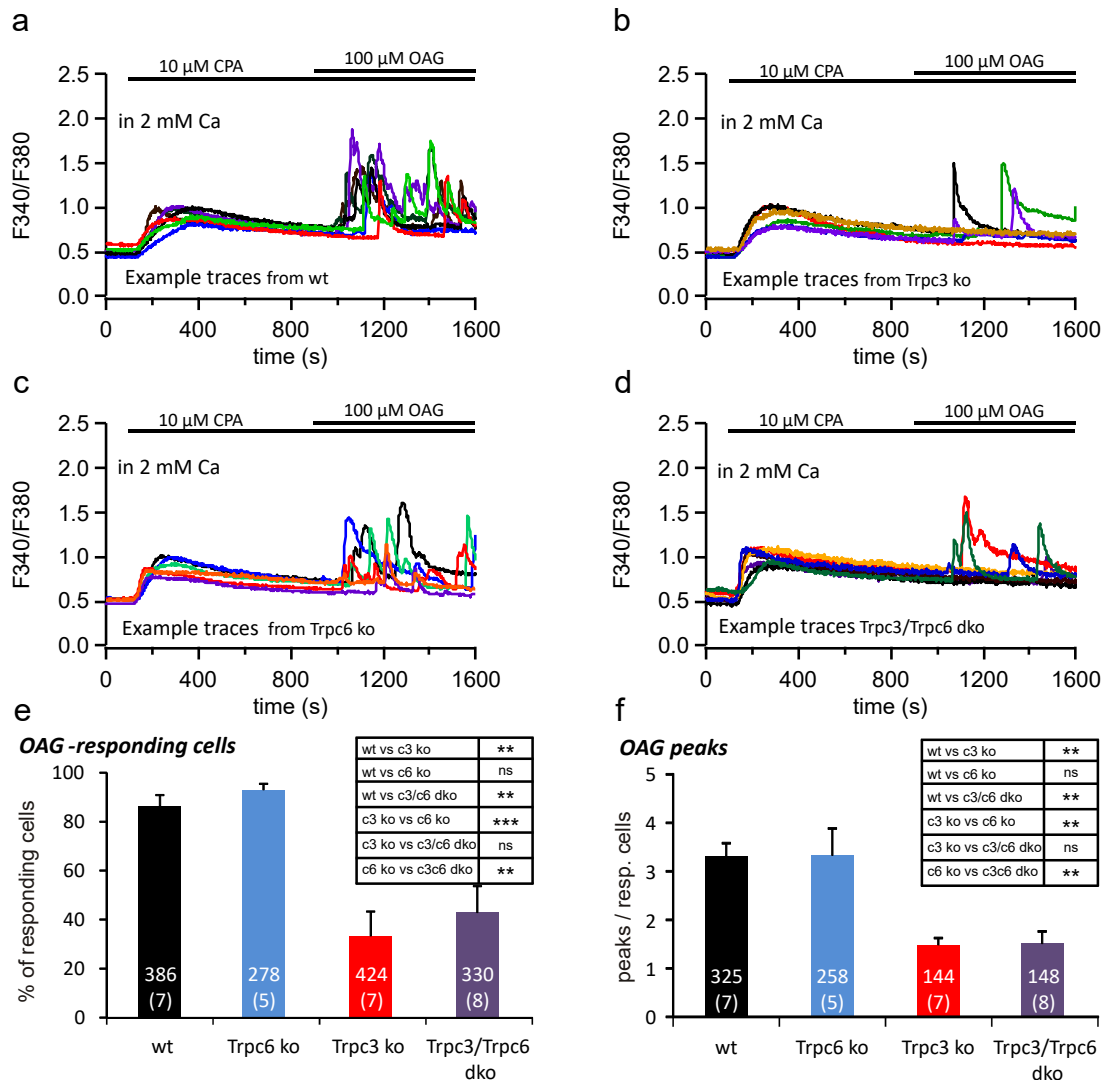 a
10 µM CPA
100 µM OAG
2.5
2.0
1.5
1.0
0.5
0.0
F340/F380
in 2 mM Ca
Example traces from wt
0 400 800 1200 1600
time (s)
b
10 µM CPA
100 µM OAG
2.5
2.0
1.5
1.0
0.5
0.0
F340/F380
in 2 mM Ca
Example traces from Trpc3 ko
0 400 800 1200 1600
time (s)
c
10 µM CPA
100 µM OAG
2.5
2.0
1.5
1.0
0.5
0.0
F340/F380
in 2 mM Ca
Example traces from Trpc6 ko
0 400 800 1200 1600
time (s)
d
10 µM CPA
100 µM OAG
2.5
2.0
1.5
1.0
0.5
0.0
F340/F380
in 2 mM Ca
Example traces Trpc3/Trpc6 dko
0 400 800 1200 1600
time (s)
e
OAG -responding cells
wt vs c3 ko **
wt vs c6 ko ns
wt vs c3/c6 dko **
c3 ko vs c6 ko ***
c3 ko vs c3/c6 dko ns
c6 ko vs c3c6 dko **
100
80
60
40
20
0
% of responding cells
386 278 424 330
(7) (5) (7) (8)
wt Trpc6 ko Trpc3 ko Trpc3/Trpc6
dko
f
OAG peaks
wt vs c3 ko **
wt vs c6 ko ns
wt vs c3/c6 dko **
c3 ko vs c6 ko **
c3 ko vs c3/c6 dko ns
c6 ko vs c3c6 dko **
5
4
3
2
1
0
peaks / resp. cells
325 258 144 148
(7) (5) (7) (8)
wt Trpc6 ko Trpc3 ko Trpc3/Trpc6
dko